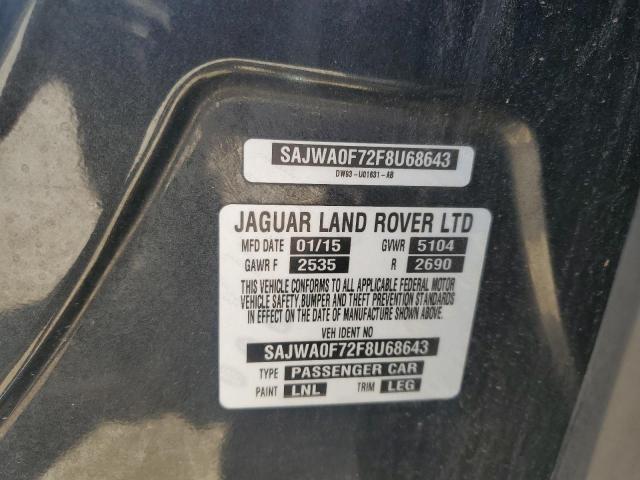 SAJWA0F72F8U68643
DW93-U01631-AB
JAGUAR LAND ROVER LTD
MFD DATE 01/15 GVWR 5104
GAWR F 2535 R 2690
THIS VEHICLE CONFORMS TO ALL APPLICABLE FEDERAL MOTOR
VEHICLE SAFETY,BUMPER AND THEFT PREVENTION STANDARDS
IN EFFECT ON THE DATE OF MANUFACTURE SHOWN ABOVE.
VEH IDENT NO
SAJWA0F72F8U68643
TYPE PASSENGER CAR
PAINT LNL TRIM LEG